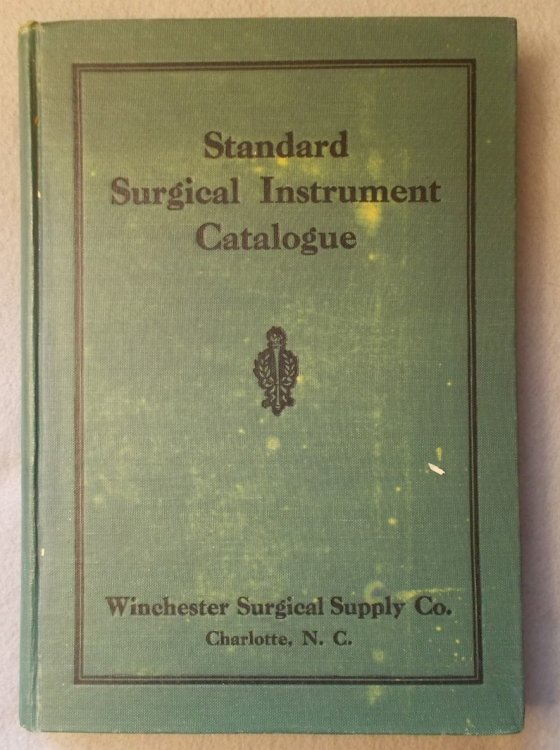 Standard
Surgical Instrument
Catalogue
Winchester Surgical Supply Co.
Charlotte, N. C.